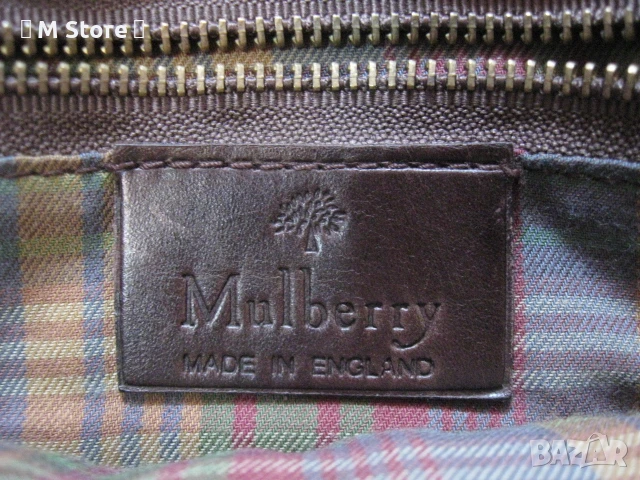 M Store
Mulberry
MADE IN ENGLAND
BAZAR